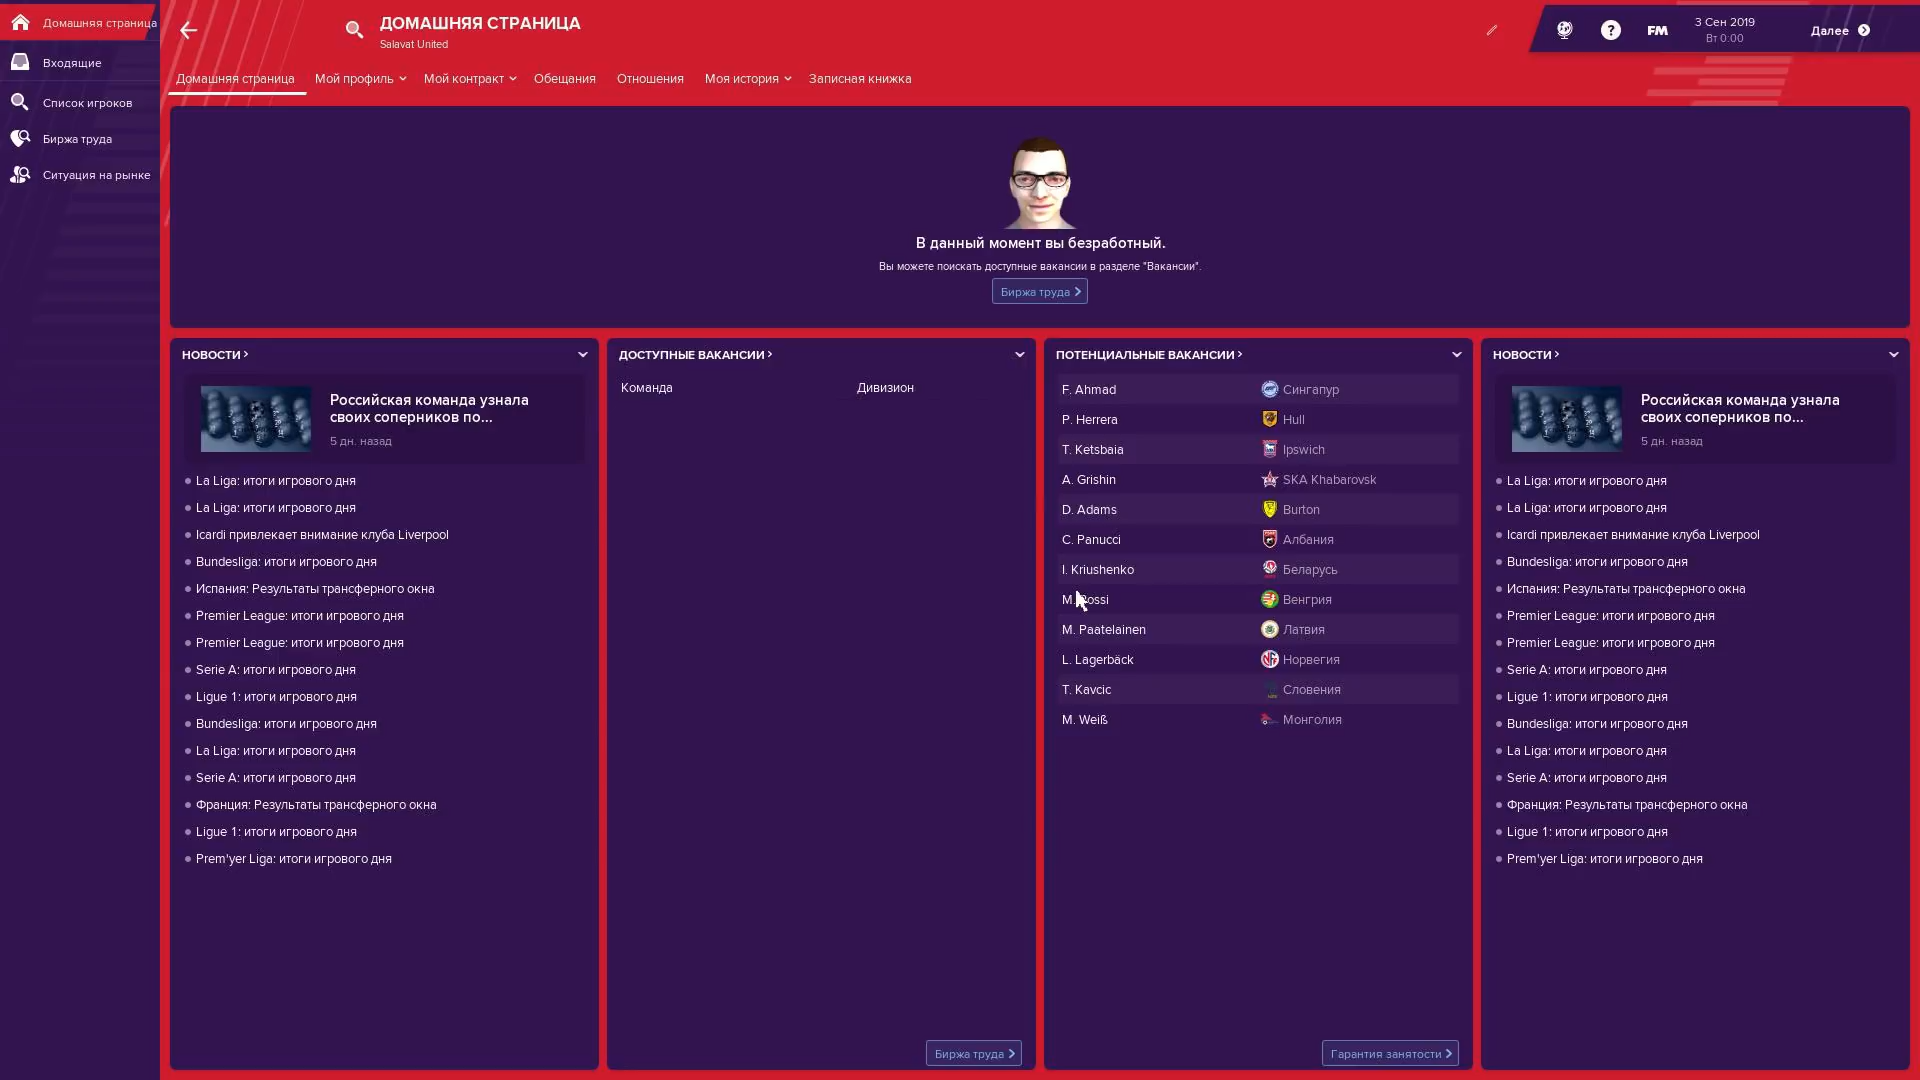 Домашняя страница
Входящие
Список игроков
Биржа труда
Ситуация на рынке
ДОМАШНЯЯ СТРАНИЦА
Salavat United
?
FM
3 Сен 2019
Вт 0:00
Далее
Домашняя страница
Мой профиль
Мой контракт
Обещания
Отношения
Моя история
Записная книжка
В данный момент вы безработный.
Вы можете поискать доступные вакансии в разделе "Вакансии".
Биржа труда
НОВОСТИ
Российская команда узнала
своих соперников по...
5 дн. назад
La Liga: итоги игрового дня
La Liga: итоги игрового дня
Icardi привлекает внимание клуба Liverpool
Bundesliga: итоги игрового дня
Испания: Результаты трансферного окна
Premier League: итоги игрового дня
Premier League: итоги игрового дня
Serie A: итоги игрового дня
Ligue 1: итоги игрового дня
Bundesliga: итоги игрового дня
La Liga: итоги игрового дня
Serie A: итоги игрового дня
Франция: Результаты трансферного окна
Ligue 1: итоги игрового дня
Prem'yer Liga: итоги игрового дня
ДОСТУПНЫЕ ВАКАНСИИ
Команда Дивизион
Биржа труда
ПОТЕНЦИАЛЬНЫЕ ВАКАНСИИ
F. Ahmad Сингапур
P. Herrera Hull
T. Ketsbaia Ipswich
A. Grishin SKA Khabarovsk
D. Adams Burton
C. Panucci Албания
I. Kriushenko Беларусь
M. Rossi Венгрия
M. Paatelainen Латвия
L. Lagerbäck Норвегия
T. Kavcic Словения
M. Weiß Монголия
Гарантия занятости
НОВОСТИ
Российская команда узнала
своих соперников по...
5 дн. назад
La Liga: итоги игрового дня
La Liga: итоги игрового дня
Icardi привлекает внимание клуба Liverpool
Bundesliga: итоги игрового дня
Испания: Результаты трансферного окна
Premier League: итоги игрового дня
Premier League: итоги игрового дня
Serie A: итоги игрового дня
Ligue 1: итоги игрового дня
Bundesliga: итоги игрового дня
La Liga: итоги игрового дня
Serie A: итоги игрового дня
Франция: Результаты трансферного окна
Ligue 1: итоги игрового дня
Prem'yer Liga: итоги игрового дня